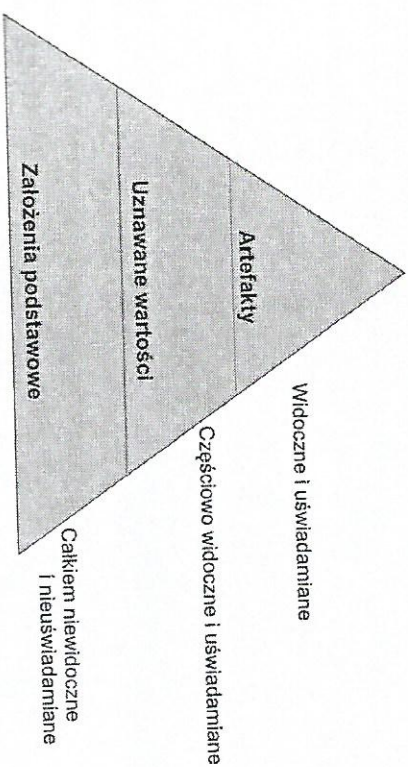 Artefakty
Widoczne i uświadamiane
Uznawane wartości
Częściowo widoczne i uświadamiane
Założenia podstawowe
Całkiem niewidoczne
i nieuświadamiane